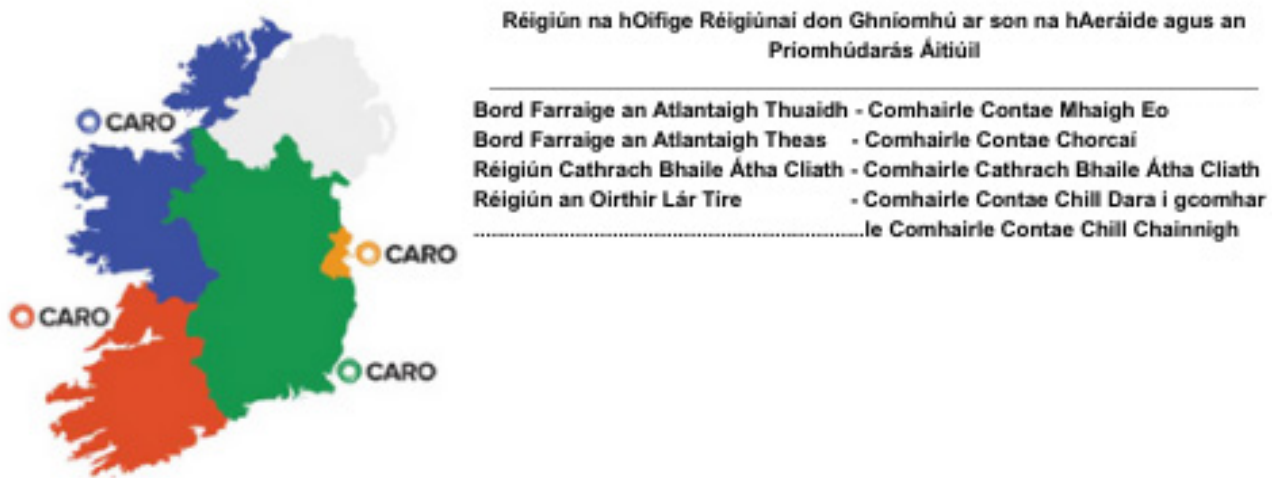 Réigiún na hOifige Réigiúnaí don Ghníomhú ar son na hAeráide agus an
Príomhúdarás Áitiúil
Bord Farraige an Atlantaigh Thuaidh - Comhairle Contae Mhaigh Eo
Bord Farraige an Atlantaigh Theas - Comhairle Contae Chorcaí
Réigiún Cathrach Bhaile Átha Cliath - Comhairle Cathrach Bhaile Átha Cliath
Réigiún an Oirthir Lár Tíre - Comhairle Contae Chill Dara i gcomhar
..........................................................................le Comhairle Contae Chill Chainnigh
CARO
CARO
CARO
CARO